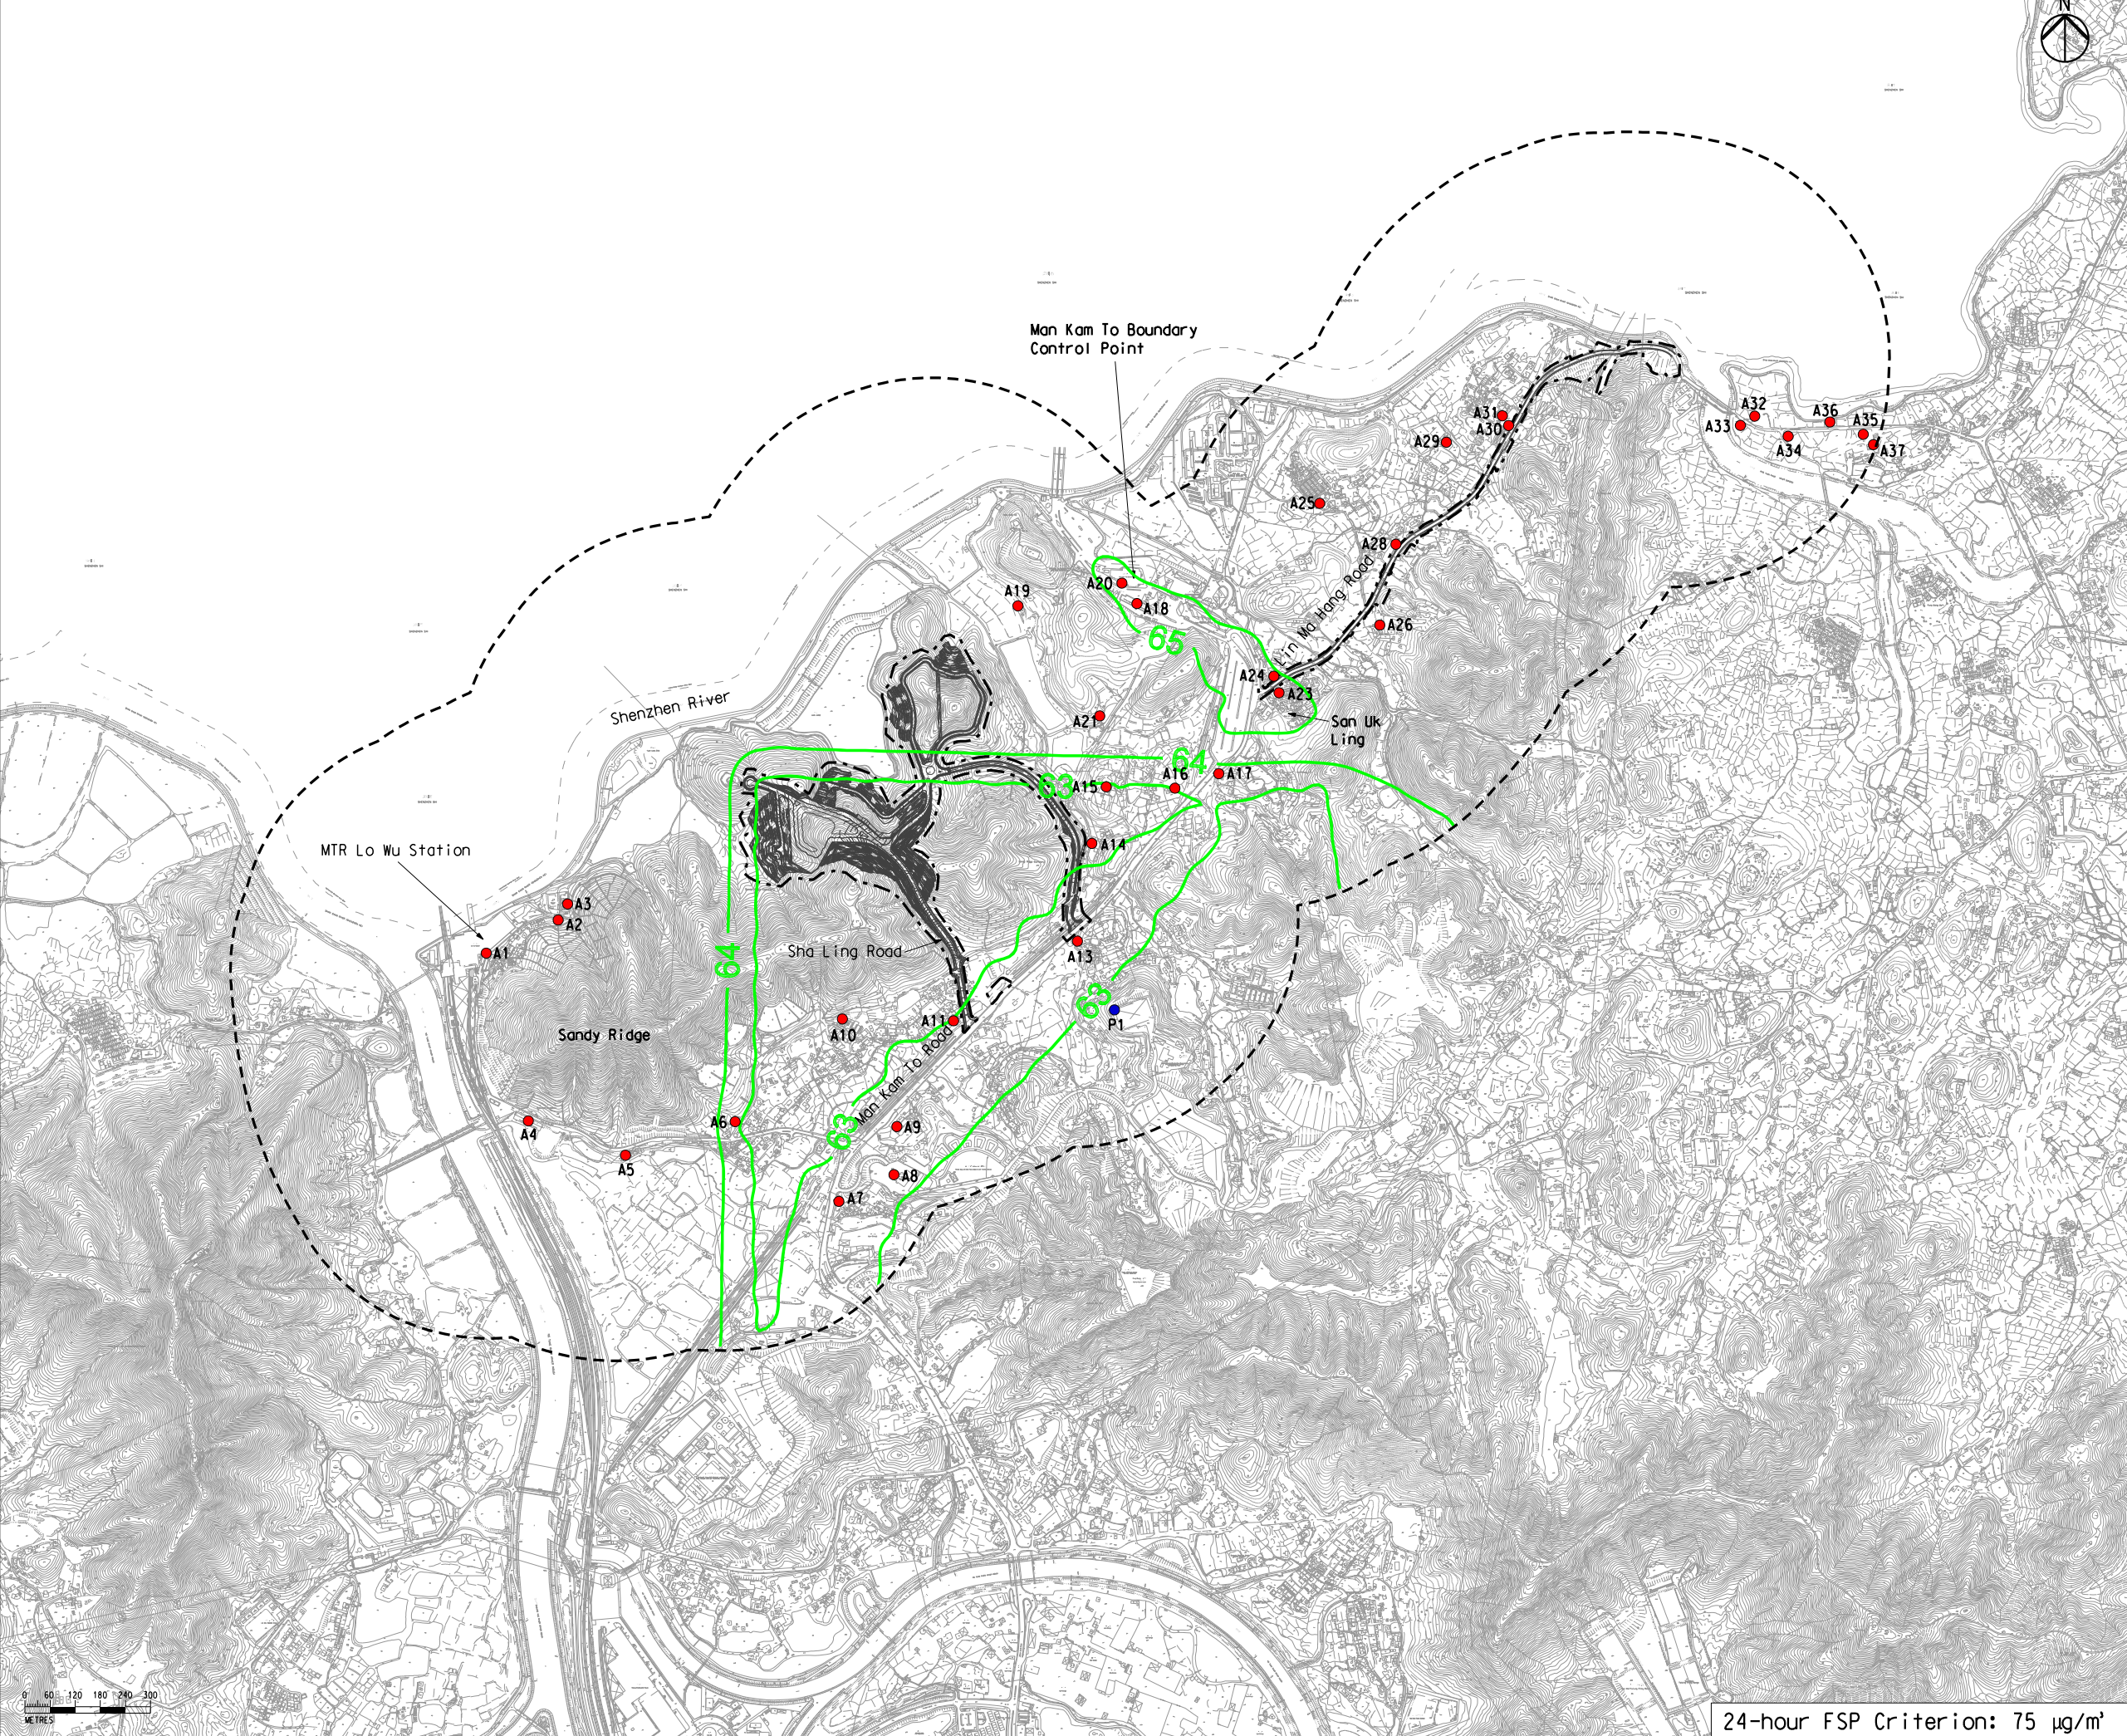 N
Man Kam To Boundary
Control Point
A32
A31
A36
A33
A30
A35
A29
A34
A37
A25
A28
A20
A19
A18
Lin Ma Hang Road
A26
65
A24
A23
Shenzhen River
A21
San Uk
Ling
64
A16
A17
63
A15
MTR Lo Wu Station
A14
A3
A2
A1
64
Sha Ling Road
A13
63
P1
A11
A10
Sandy Ridge
Man Kam To Road
A6
A4
63
A9
A5
A8
A7
0 60 120 180 240 300
METRES
24-hour FSP Criterion: 75 µg/m³